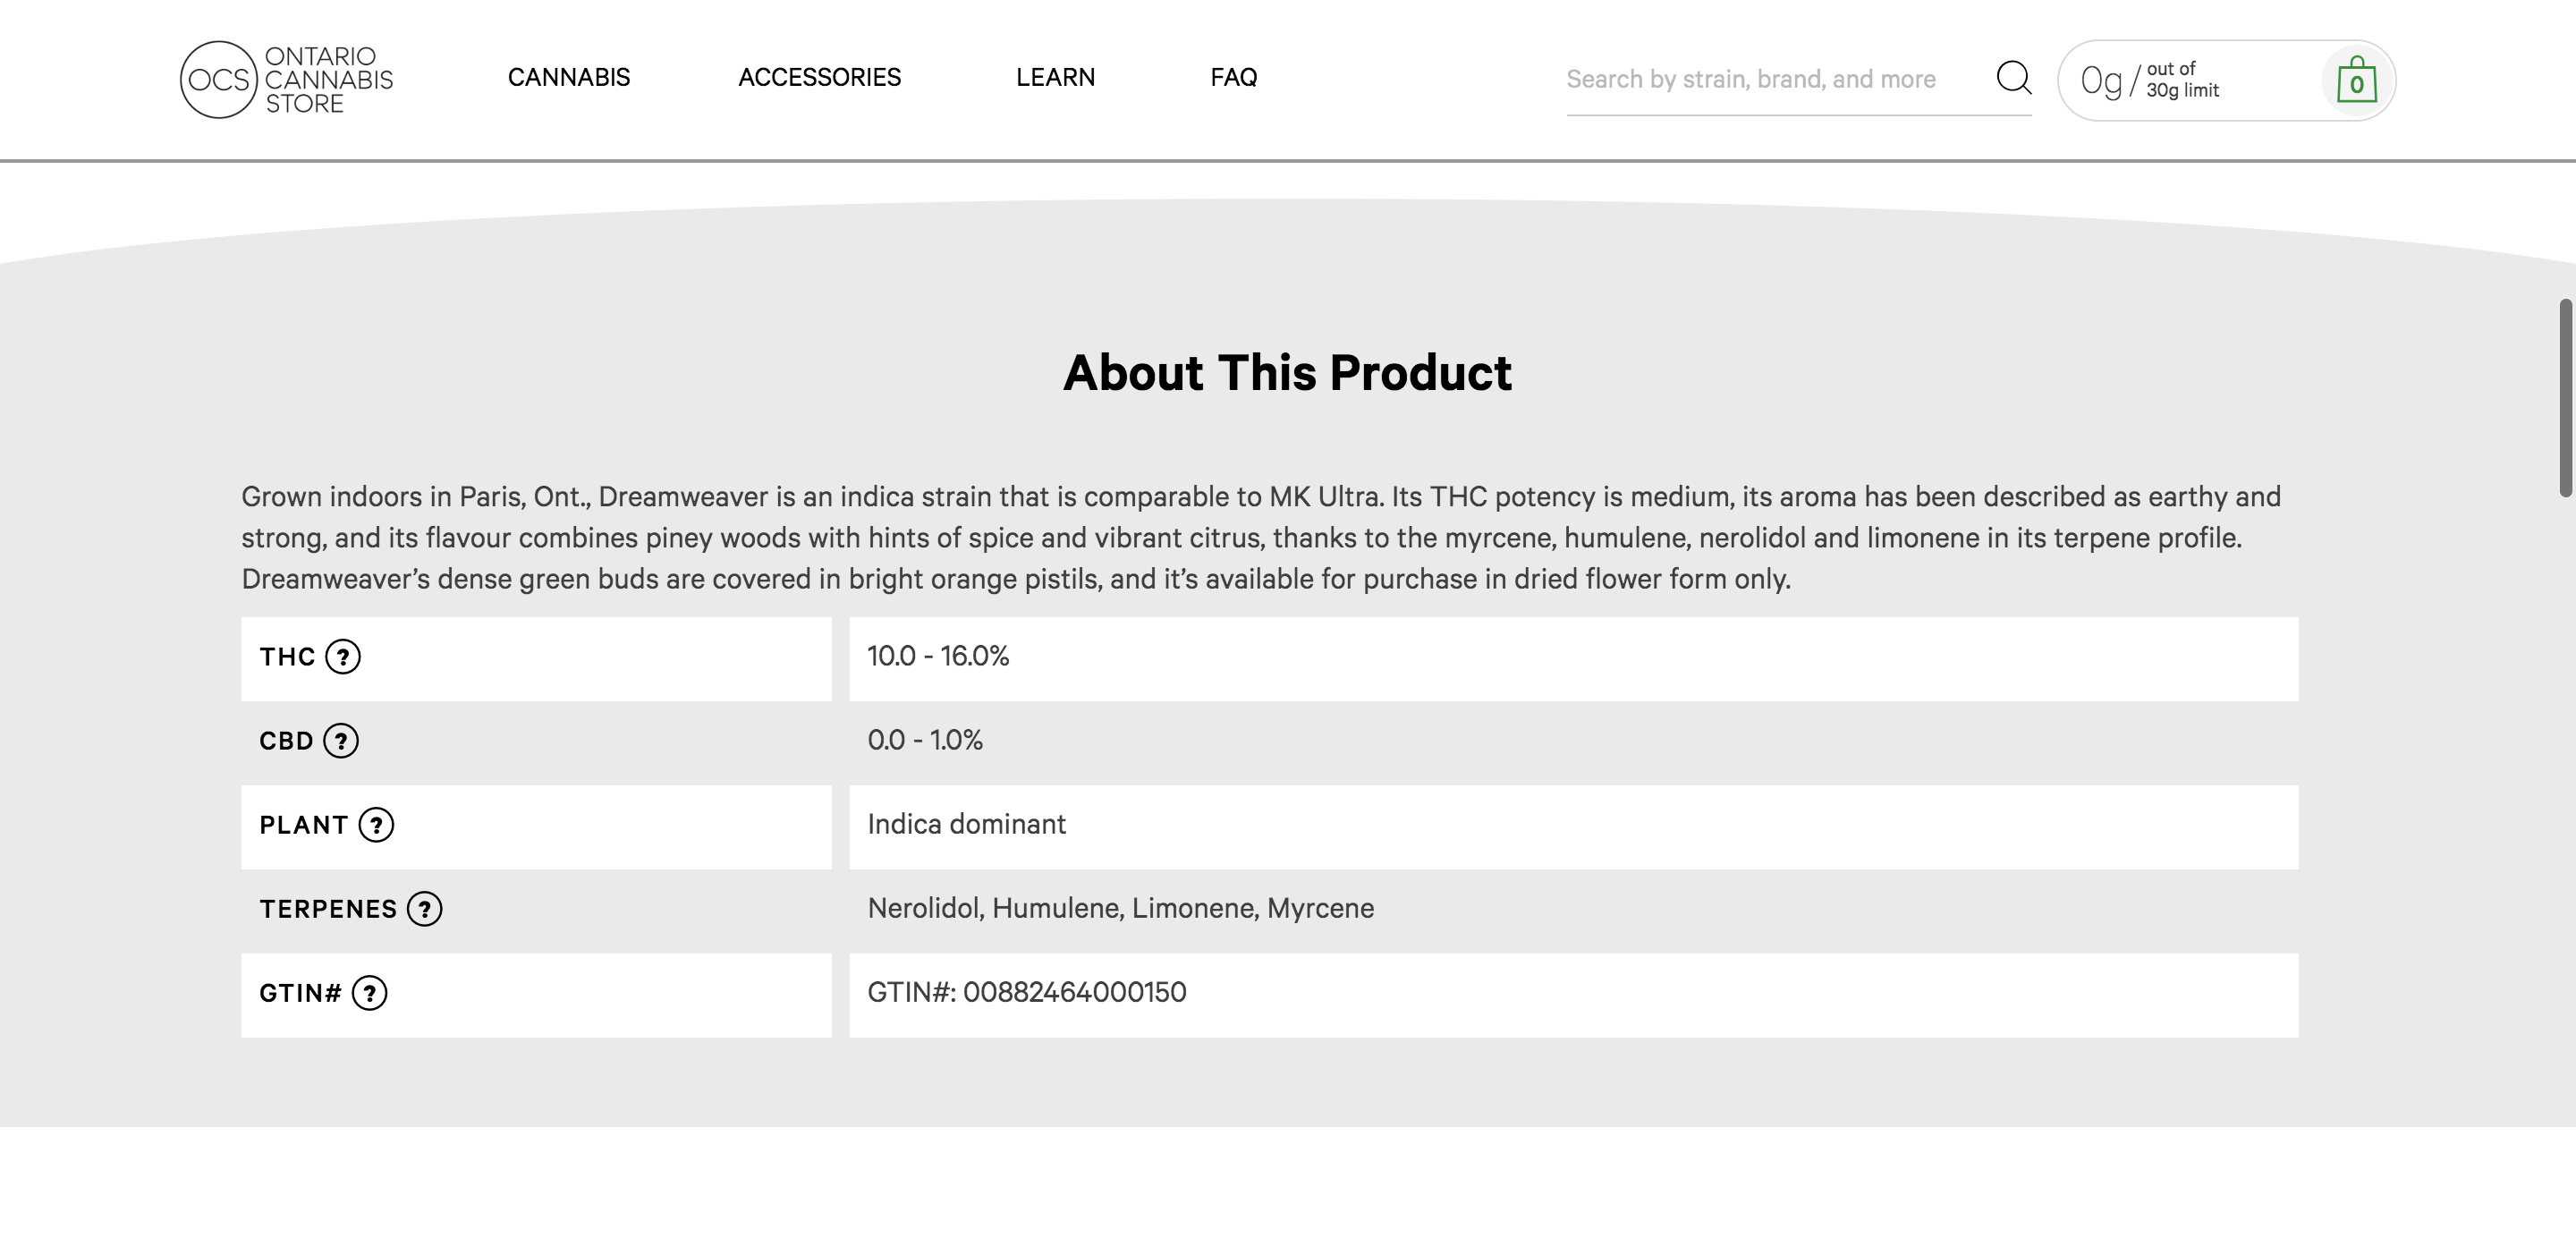 OCS
ONTARIO
CANNABIS
STORE
CANNABIS
ACCESSORIES
LEARN
FAQ
Search by strain, brand, and more
0g / out of
30g limit
0
About This Product
Grown indoors in Paris, Ont., Dreamweaver is an indica strain that is comparable to MK Ultra. Its THC potency is medium, its aroma has been described as earthy and
strong, and its flavour combines piney woods with hints of spice and vibrant citrus, thanks to the myrcene, humulene, nerolidol and limonene in its terpene profile.
Dreamweaver’s dense green buds are covered in bright orange pistils, and it’s available for purchase in dried flower form only.
THC ? 10.0 - 16.0%
CBD ? 0.0 - 1.0%
PLANT ? Indica dominant
TERPENES ? Nerolidol, Humulene, Limonene, Myrcene
GTIN# ? GTIN#: 00882464000150